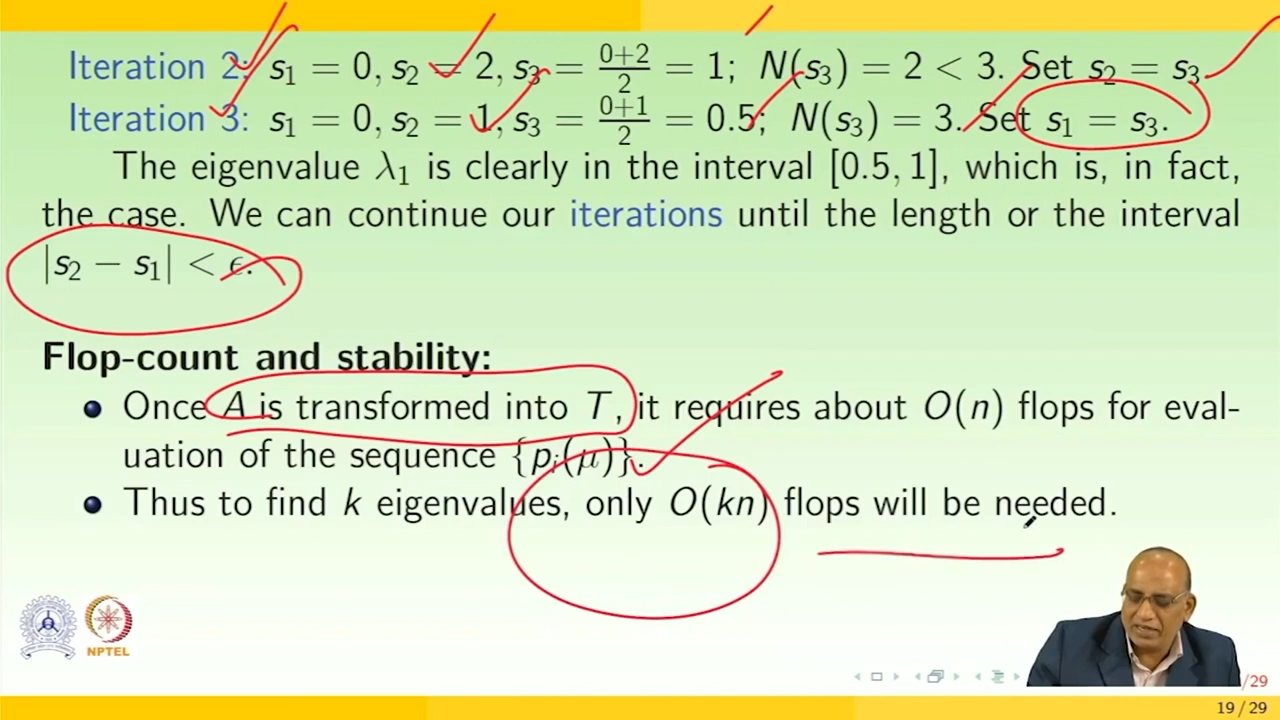 Iteration 2: s₁ = 0, s₂ = 2, s₃ = (0+2)/2 = 1; N(s₃) = 2 < 3. Set s₂ = s₃
Iteration 3: s₁ = 0, s₂ = 1, s₃ = (0+1)/2 = 0.5; N(s₃) = 3. Set s₁ = s₃.
The eigenvalue λ₁ is clearly in the interval [0.5, 1], which is, in fact,
the case. We can continue our iterations until the length or the interval
|s₂ − s₁| < ϵ.
Flop-count and stability:
Once A is transformed into T, it requires about O(n) flops for eval-
uation of the sequence {pᵢ(μ)}.
Thus to find k eigenvalues, only O(kn) flops will be needed.
NPTEL
/29
19 / 29